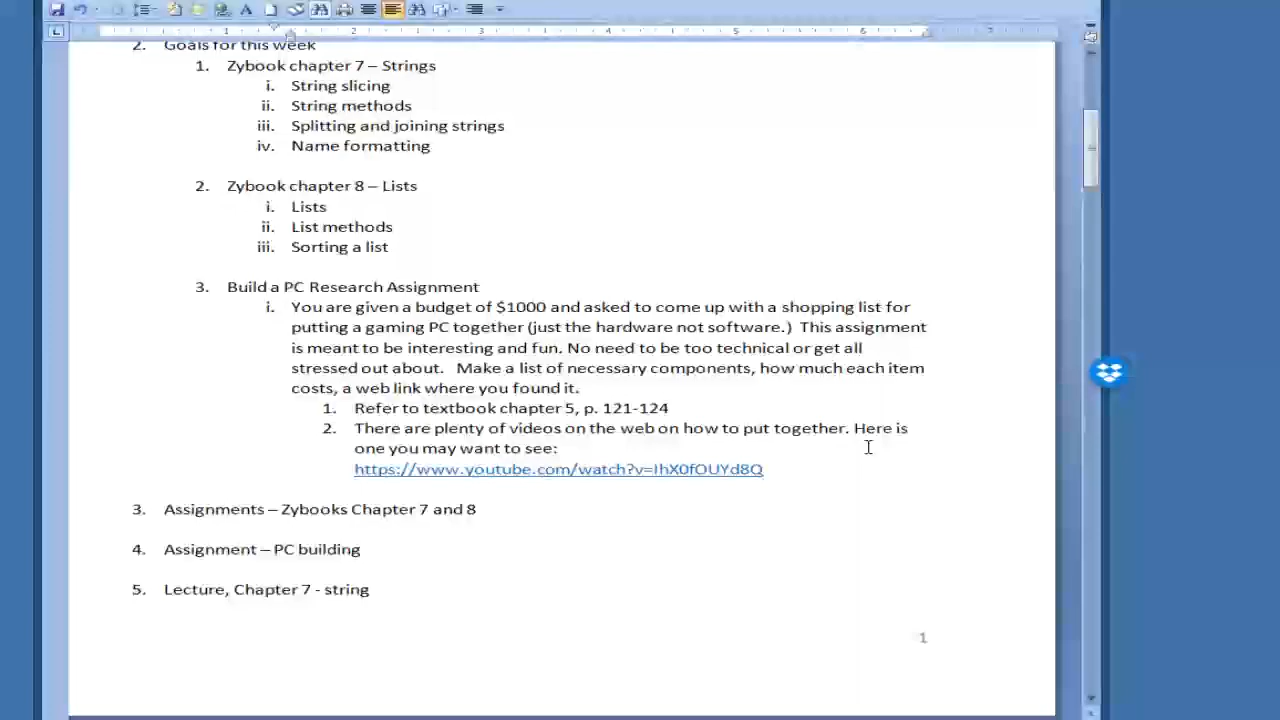 1 2 3 4 5 6 7
2. Goals for this week
1. Zybook chapter 7 – Strings
i. String slicing
ii. String methods
iii. Splitting and joining strings
iv. Name formatting
2. Zybook chapter 8 – Lists
i. Lists
ii. List methods
iii. Sorting a list
3. Build a PC Research Assignment
i. You are given a budget of $1000 and asked to come up with a shopping list for
putting a gaming PC together (just the hardware not software.) This assignment
is meant to be interesting and fun. No need to be too technical or get all
stressed out about. Make a list of necessary components, how much each item
costs, a web link where you found it.
1. Refer to textbook chapter 5, p. 121-124
2. There are plenty of videos on the web on how to put together. Here is
one you may want to see:
https://www.youtube.com/watch?v=IhX0fOUYd8Q
3. Assignments – Zybooks Chapter 7 and 8
4. Assignment – PC building
5. Lecture, Chapter 7 - string
1